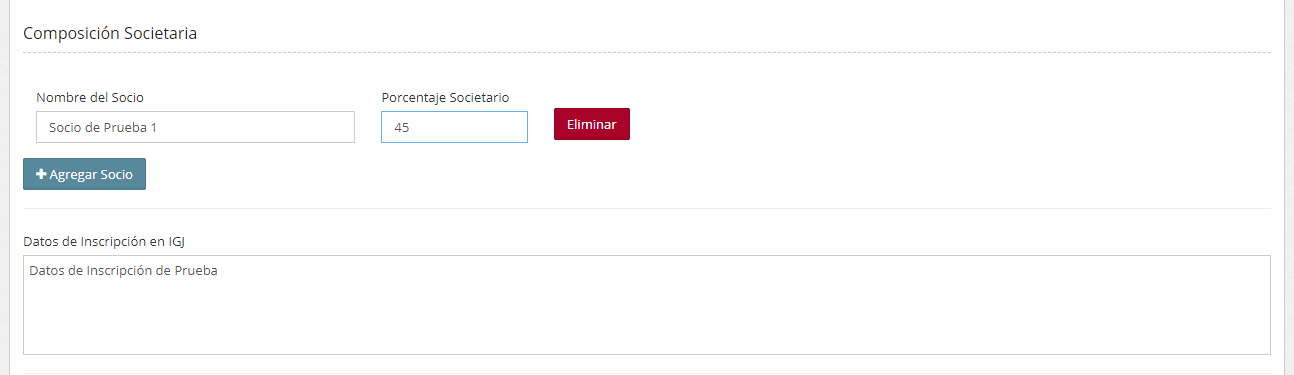 Composición Societaria
Nombre del Socio Porcentaje Societario
Socio de Prueba 1 45 Eliminar
Agregar Socio
Datos de Inscripción en IGJ
Datos de Inscripción de Prueba